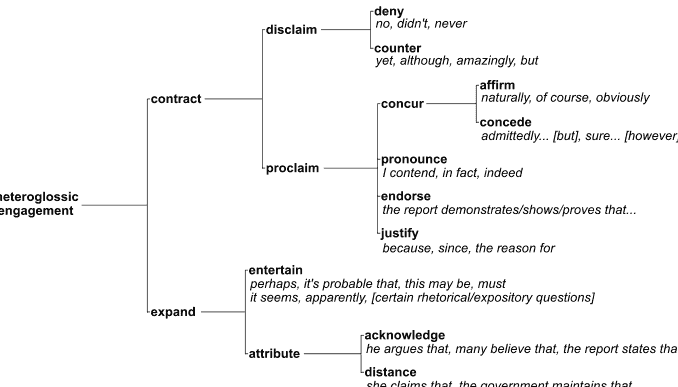 deny
no, didn't, never
disclaim
counter
yet, although, amazingly, but
affirm
naturally, of course, obviously
contract
concur
concede
admittedly... [but], sure... [however,
proclaim
pronounce
I contend, in fact, indeed
heteroglossic
engagement
endorse
the report demonstrates/shows/proves that...
justify
because, since, the reason for
entertain
perhaps, it's probable that, this may be, must
it seems, apparently, [certain rhetorical/expository questions]
expand
acknowledge
he argues that, many believe that, the report states
attribute
distance
she claims that, the government maintains that